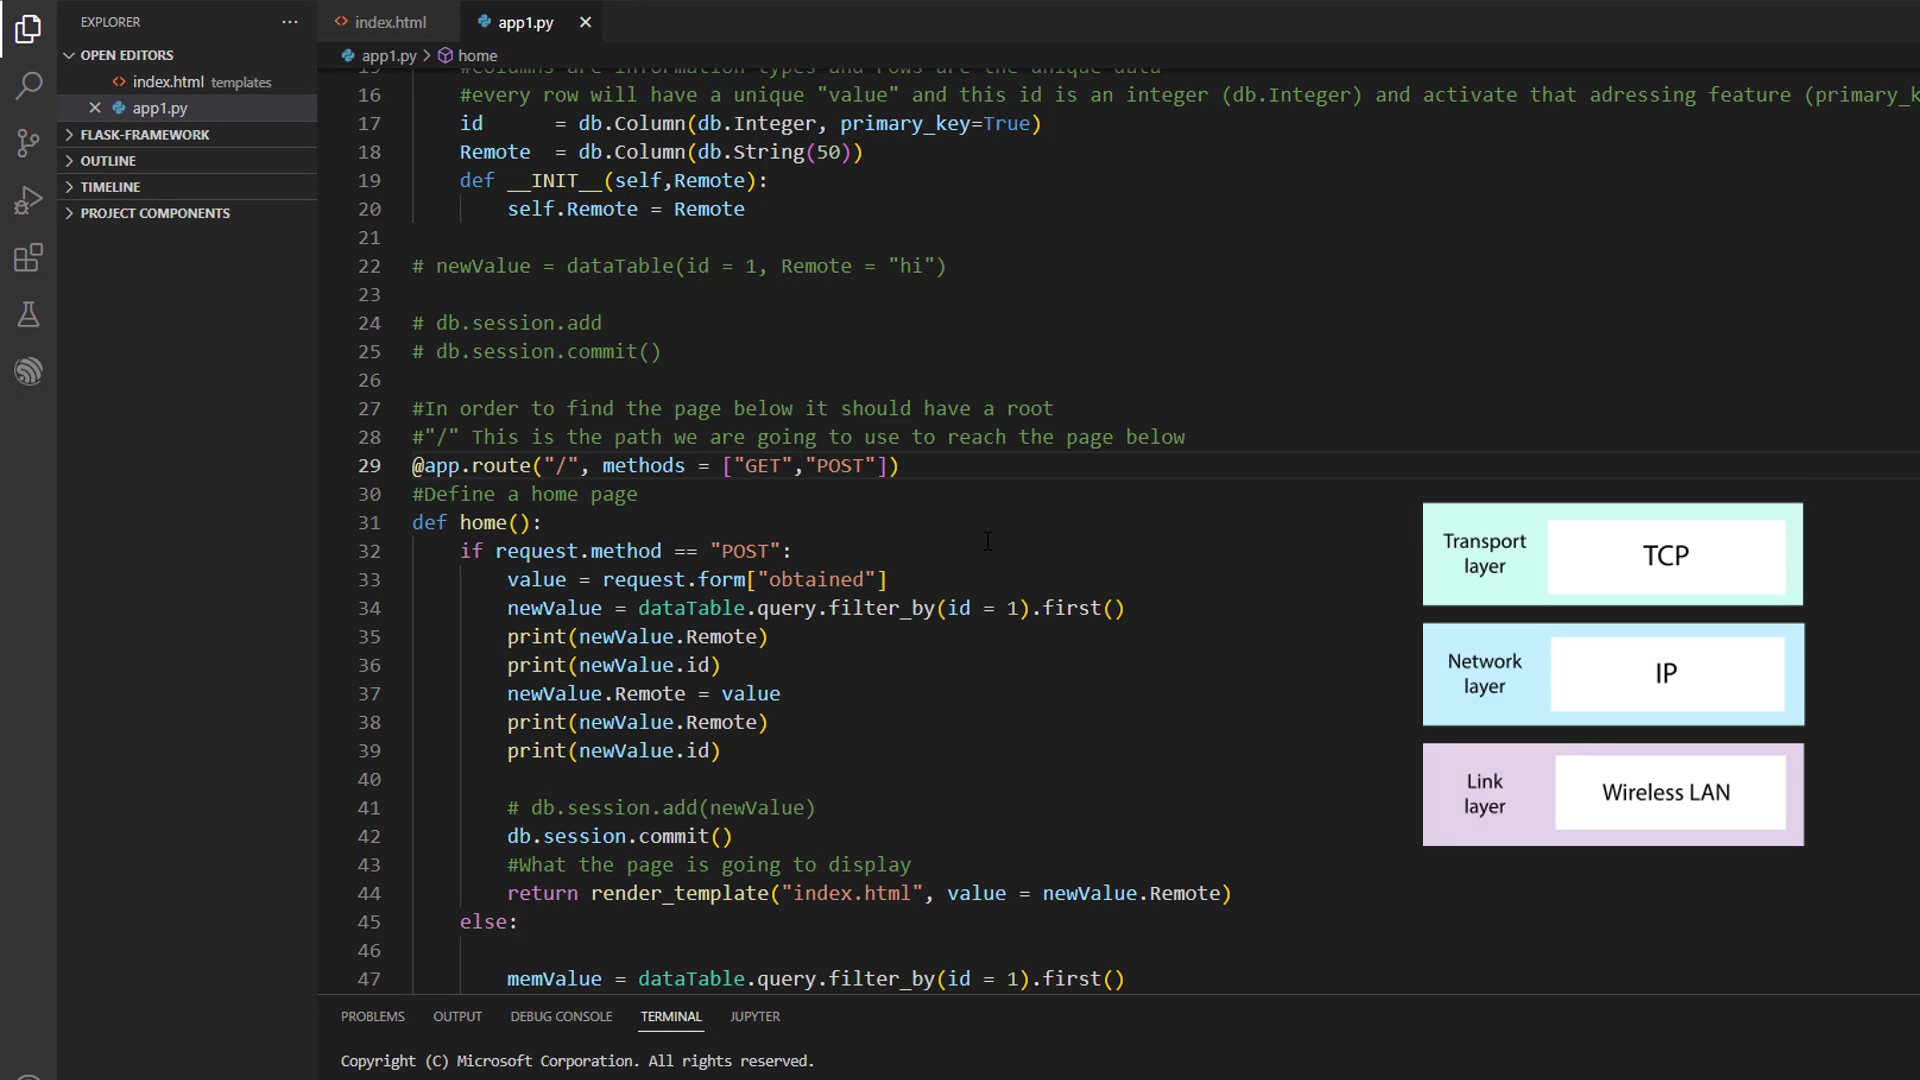 EXPLORER
OPEN EDITORS
index.html templates
app1.py
FLASK-FRAMEWORK
OUTLINE
TIMELINE
PROJECT COMPONENTS
index.html
app1.py
app1.py > home
15 #columns are information types and rows are the unique data
16 #every row will have a unique "value" and this id is an integer (db.Integer) and activate that adressing feature (primary_k
17 id = db.Column(db.Integer, primary_key=True)
18 Remote = db.Column(db.String(50))
19 def __INIT__(self,Remote):
20 self.Remote = Remote
21
22 # newValue = dataTable(id = 1, Remote = "hi")
23
24 # db.session.add
25 # db.session.commit()
26
27 #In order to find the page below it should have a root
28 #"/" This is the path we are going to use to reach the page below
29 @app.route("/", methods = ["GET","POST"])
30 #Define a home page
31 def home():
32 if request.method == "POST":
33 value = request.form["obtained"]
34 newValue = dataTable.query.filter_by(id = 1).first()
35 print(newValue.Remote)
36 print(newValue.id)
37 newValue.Remote = value
38 print(newValue.Remote)
39 print(newValue.id)
40
41 # db.session.add(newValue)
42 db.session.commit()
43 #What the page is going to display
44 return render_template("index.html", value = newValue.Remote)
45 else:
46
47 memValue = dataTable.query.filter_by(id = 1).first()
Transport
layer
TCP
Network
layer
IP
Link
layer
Wireless LAN
PROBLEMS OUTPUT DEBUG CONSOLE TERMINAL JUPYTER
Copyright (C) Microsoft Corporation. All rights reserved.